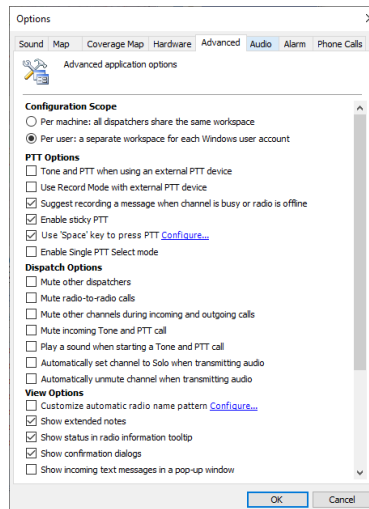 Options
Sound Map Coverage Map Hardware Advanced Audio Alarm Phone Calls
Advanced application options
Configuration Scope
Per machine: all dispatchers share the same workspace
Per user: a separate workspace for each Windows user account
PTT Options
Tone and PTT when using an external PTT device
Use Record Mode with external PTT device
Suggest recording a message when channel is busy or radio is offline
Enable sticky PTT
Use 'Space' key to press PTT Configure...
Enable Single PTT Select mode
Dispatch Options
Mute other dispatchers
Mute radio-to-radio calls
Mute other channels during incoming and outgoing calls
Mute incoming Tone and PTT call
Play a sound when starting a Tone and PTT call
Automatically set channel to Solo when transmitting audio
Automatically unmute channel when transmitting audio
View Options
Customize automatic radio name pattern Configure...
Show extended notes
Show status in radio information tooltip
Show confirmation dialogs
Show incoming text messages in a pop-up window
OK Cancel